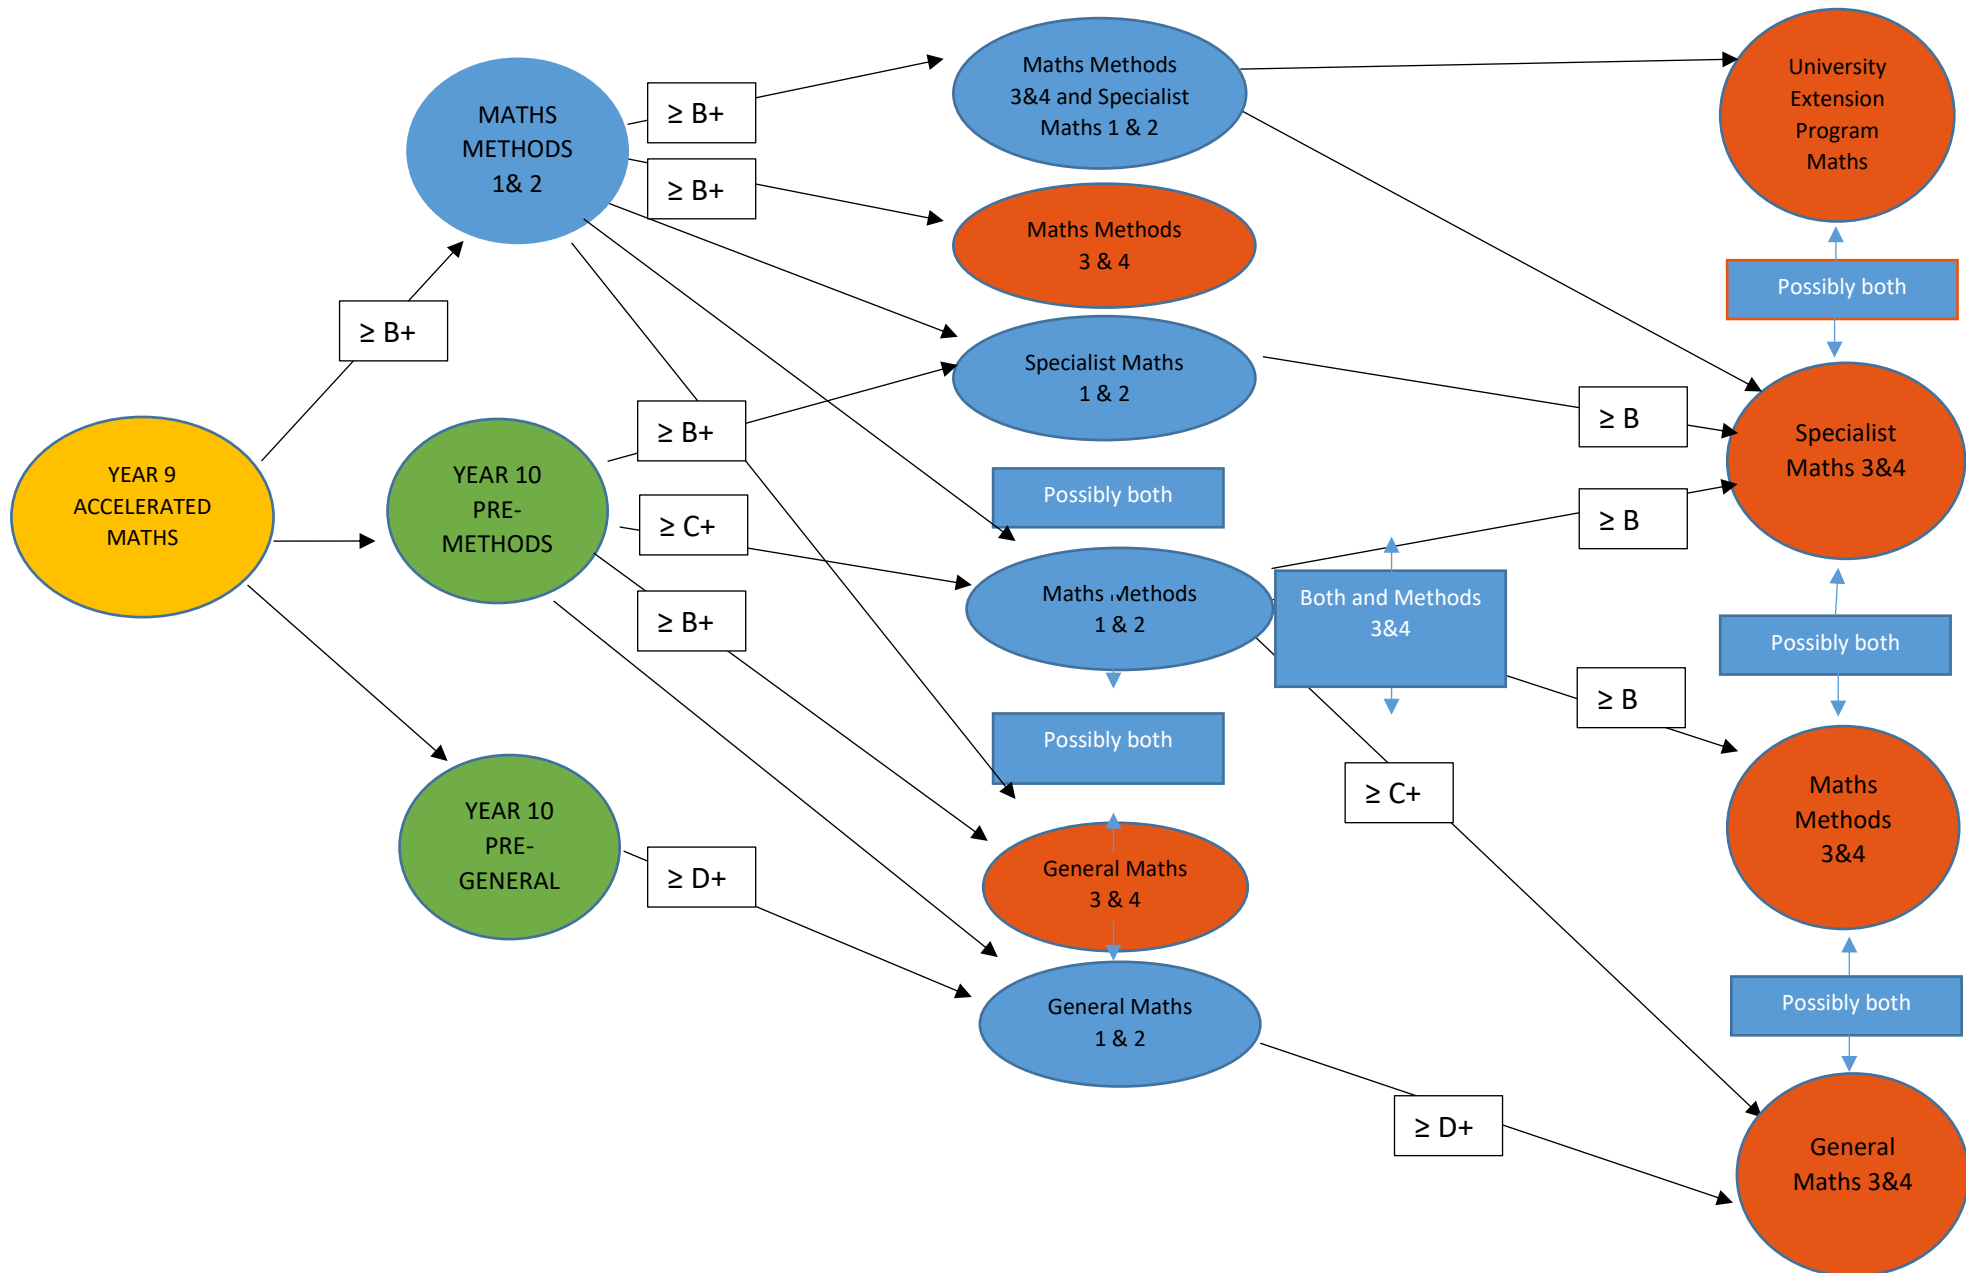 YEAR 9
ACCELERATED
MATHS
≥ B+
MATHS
METHODS
1& 2
YEAR 10
PRE-
METHODS
YEAR 10
PRE-
GENERAL
≥ B+
≥ B+
≥ B+
≥ C+
≥ B+
≥ D+
Maths Methods
3&4 and Specialist
Maths 1 & 2
Maths Methods
3 & 4
Specialist Maths
1 & 2
Possibly both
Maths Methods
1 & 2
Possibly both
General Maths
3 & 4
General Maths
1 & 2
Both and Methods
3&4
≥ B
≥ B
≥ B
≥ C+
≥ D+
University
Extension
Program
Maths
Possibly both
Specialist
Maths 3&4
Possibly both
Maths
Methods
3&4
Possibly both
General
Maths 3&4